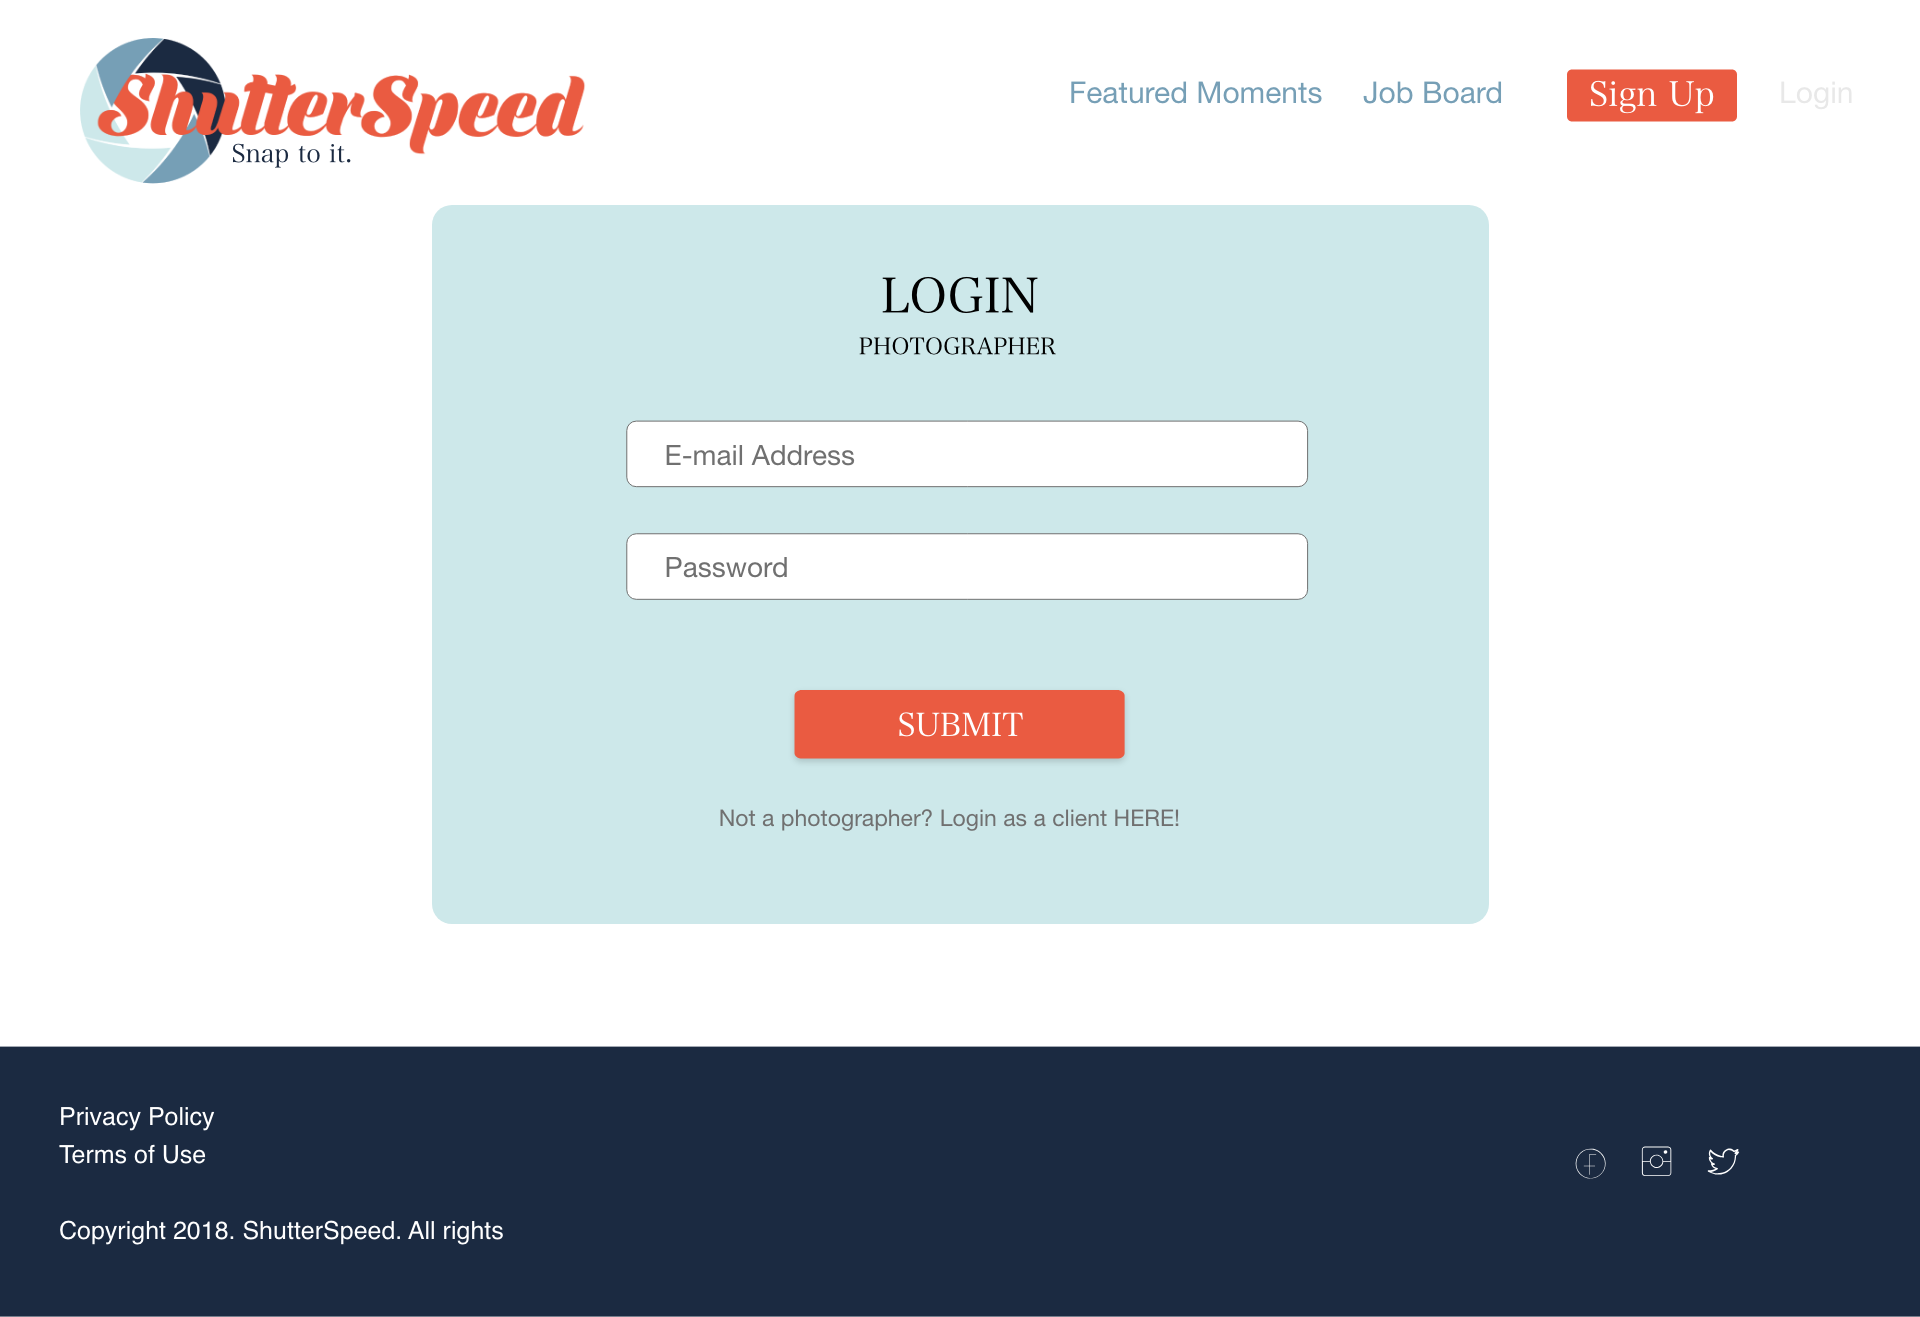 ShutterSpeed
Snap to it.
Featured Moments Job Board Sign Up Login
LOGIN
PHOTOGRAPHER
E-mail Address
Password
SUBMIT
Not a photographer? Login as a client HERE!
Privacy Policy
Terms of Use
Copyright 2018. ShutterSpeed. All rights